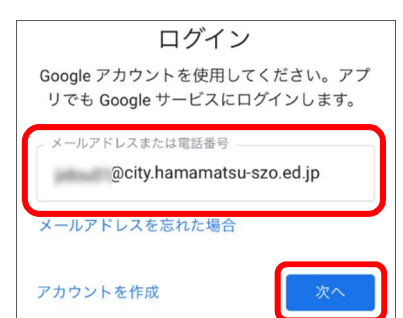 ログイン
Google アカウントを使用してください。アプ
リでも Google サービスにログインします。
メールアドレスまたは電話番号
@city.hamamatsu-szo.ed.jp
メールアドレスを忘れた場合
アカウントを作成
次へ